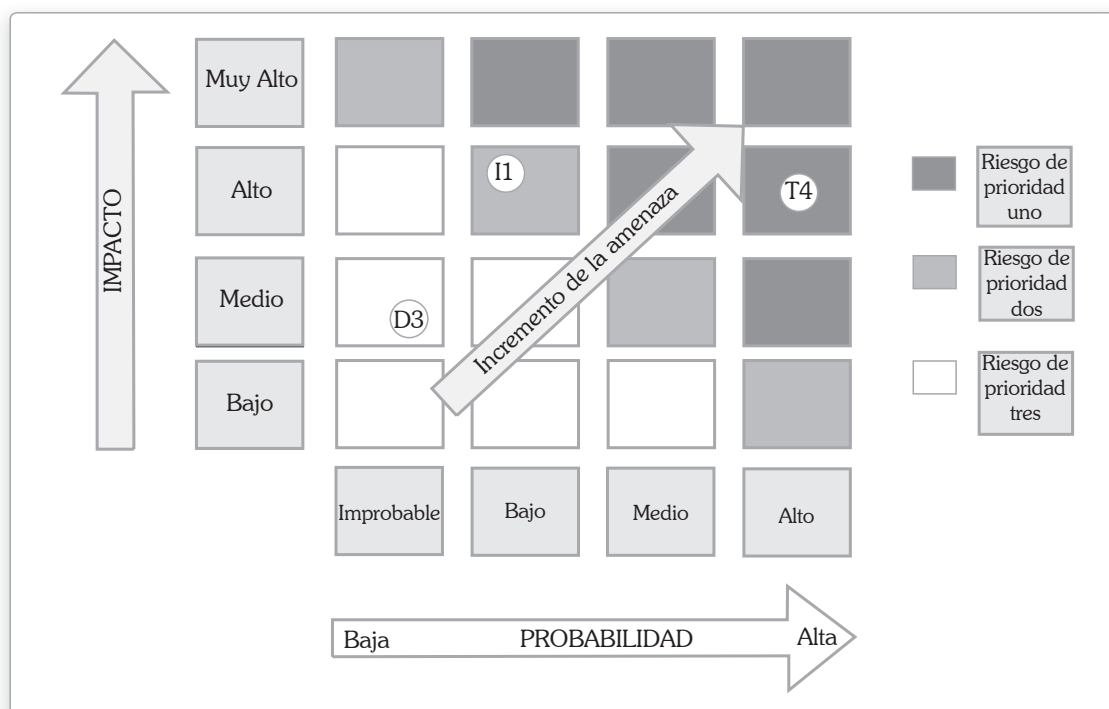 Muy Alto
IMPACTO
Alto
I1
T4
Incremento de la amenaza
Medio
D3
Bajo
Improbable
Bajo
Medio
Alto
Baja
PROBABILIDAD
Alta
Riesgo de
prioridad
uno
Riesgo de
prioridad
dos
Riesgo de
prioridad
tres